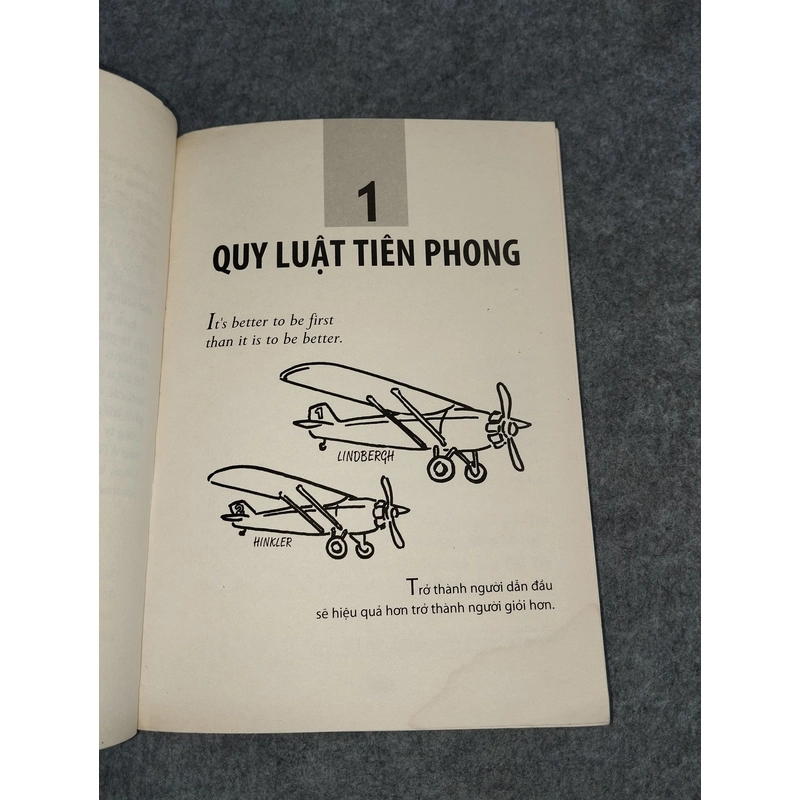 1
QUY LUẬT TIÊN PHONG
It's better to be first
than it is to be better.
1
LINDBERGH
2
HINKLER
Trở thành người dẫn đầu
sẽ hiệu quả hơn trở thành người giỏi hơn.